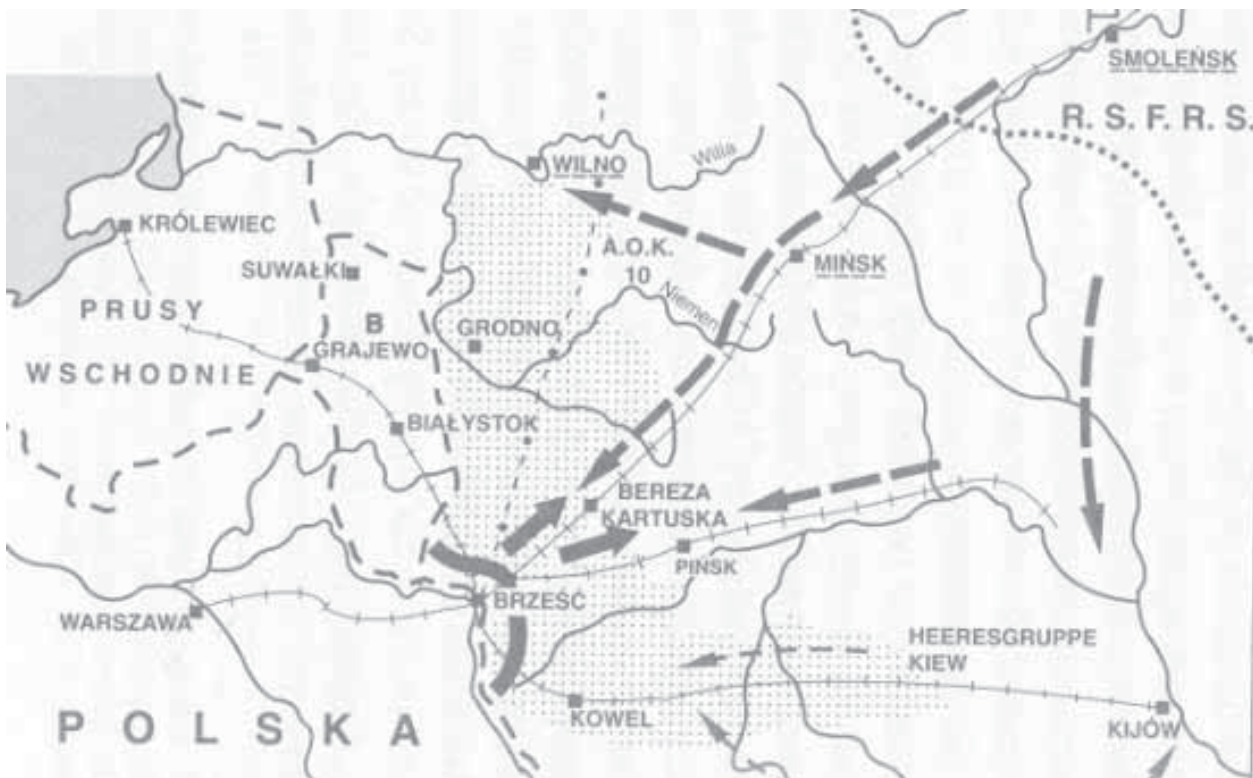 SMOLEŃSK
R. S. F. R. S.
WILNO
Wilia
KRÓLEWIEC
A.O.K.
10
MIŃSK
SUWAŁKI
Niemen
PRUSY
B
GRODNO
GRAJEWO
WSCHODNIE
BIAŁYSTOK
BEREZA
KARTUSKA
PIŃSK
BRZEŚĆ
WARSZAWA
HEERESGRUPPE
KIEW
KOWEL
POLSKA
KIJÓW